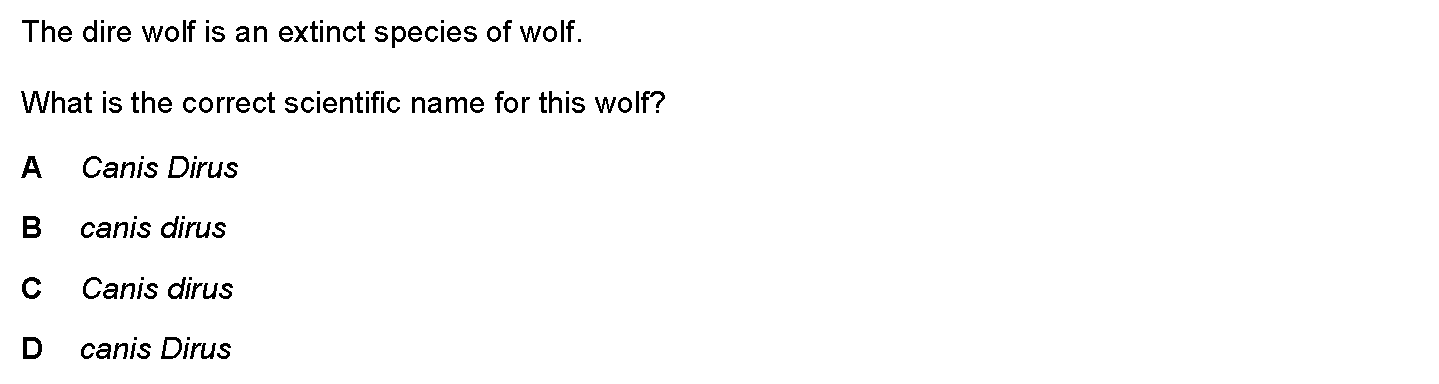 The dire wolf is an extinct species of wolf.
What is the correct scientific name for this wolf?
A Canis Dirus
B canis dirus
C Canis dirus
D canis Dirus